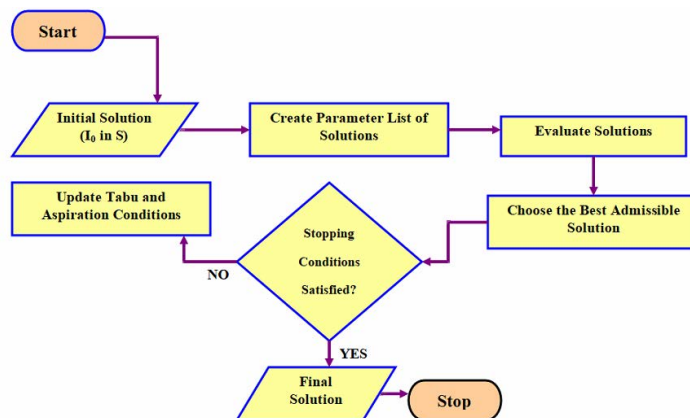 Start
Initial Solution
(I₀ in S)
Create Parameter List of
Solutions
Evaluate Solutions
Choose the Best Admissible
Solution
Update Tabu and
Aspiration Conditions
Stopping
Conditions
Satisfied?
NO
YES
Final
Solution
Stop